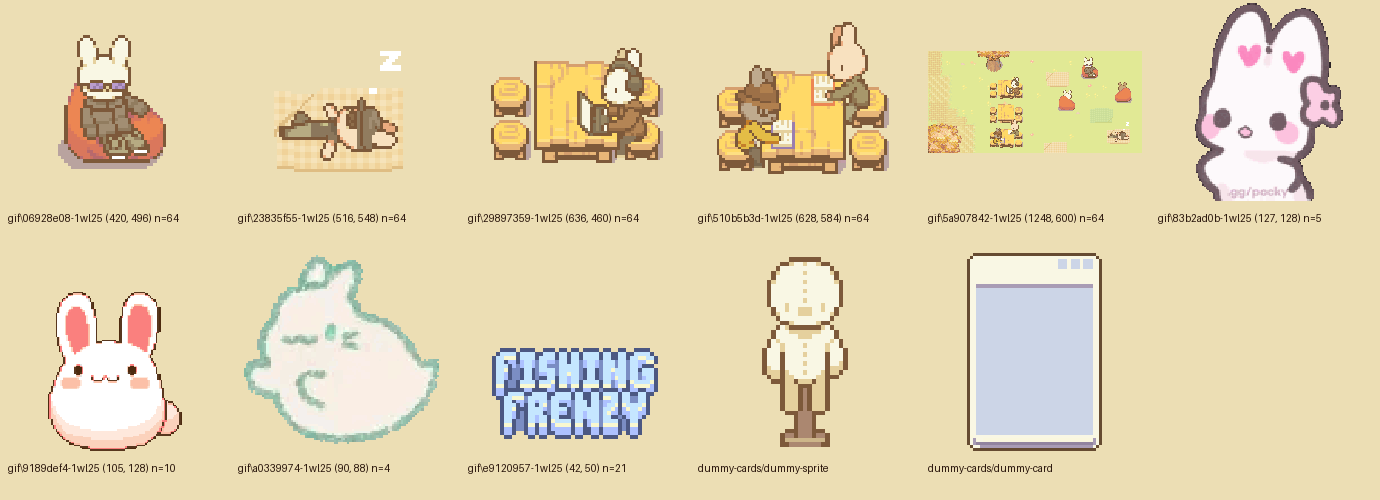 Z
.gg/pocky
gif\06928e08-1wl25 (420, 496) n=64
gif\23835f55-1wl25 (516, 548) n=64
gif\29897359-1wl25 (636, 460) n=64
gif\510b5b3d-1wl25 (628, 584) n=64
gif\5a907842-1wl25 (1248, 600) n=64
gif\83b2ad0b-1wl25 (127, 128) n=5
FISHING
FRENZY
gif\9189def4-1wl25 (105, 128) n=10
gif\a0339974-1wl25 (90, 88) n=4
gif\e9120957-1wl25 (42, 50) n=21
dummy-cards/dummy-sprite
dummy-cards/dummy-card